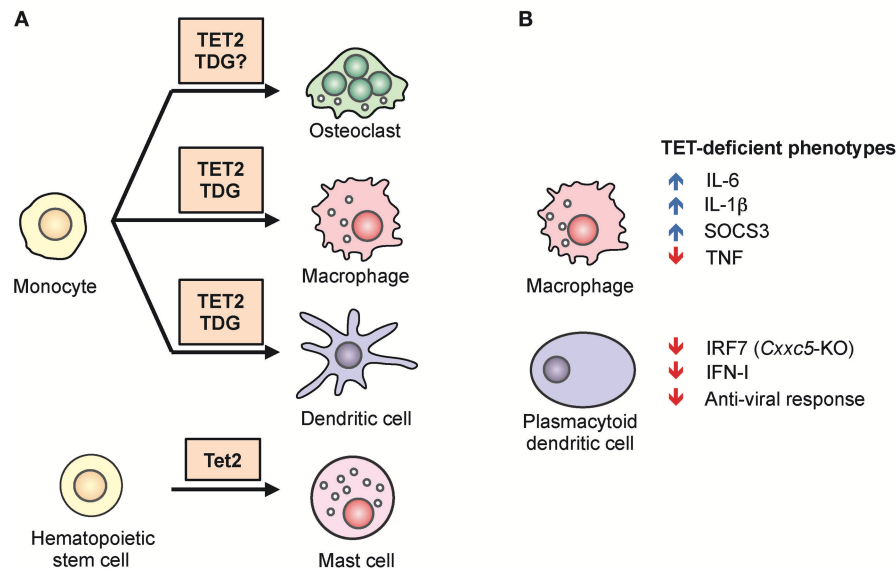 A
TET2
TDG?
Osteoclast
TET2
TDG
Monocyte
Macrophage
TET2
TDG
Dendritic cell
Tet2
Hematopoietic
stem cell
Mast cell
B
TET-deficient phenotypes
↑ IL-6
↑ IL-1β
↑ SOCS3
↓ TNF
Macrophage
↓ IRF7 (Cxxc5-KO)
↓ IFN-I
↓ Anti-viral response
Plasmacytoid
dendritic cell